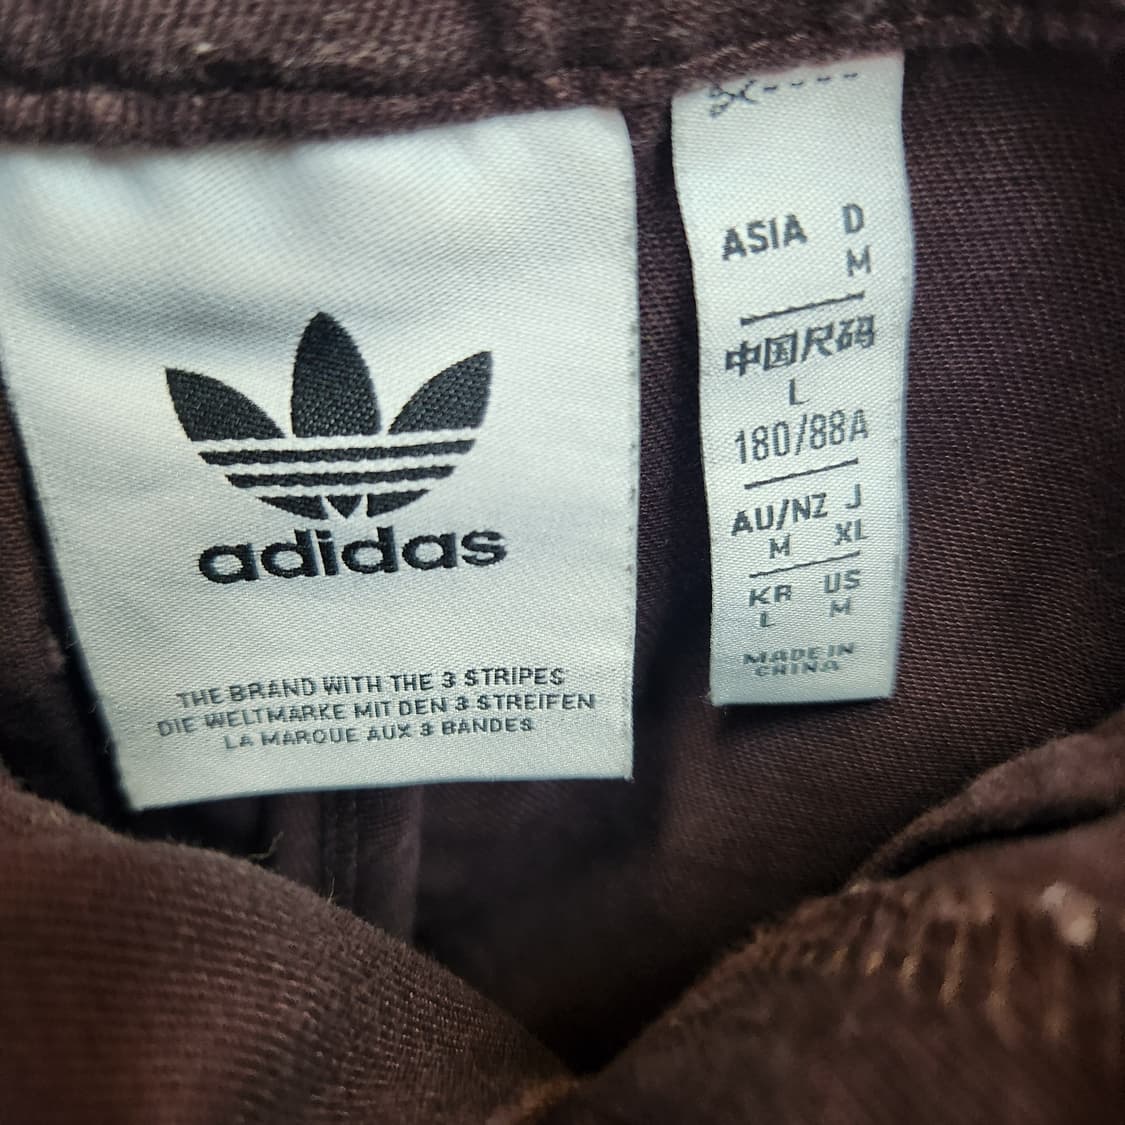 adidas
THE BRAND WITH THE 3 STRIPES
DIE WELTMARKE MIT DEN 3 STREIFEN
LA MARQUE AUX 3 BANDES
ASIA D
M
中国尺码
L
180/88A
AU/NZ J
M XL
KR US
L M
MADE IN
CHINA